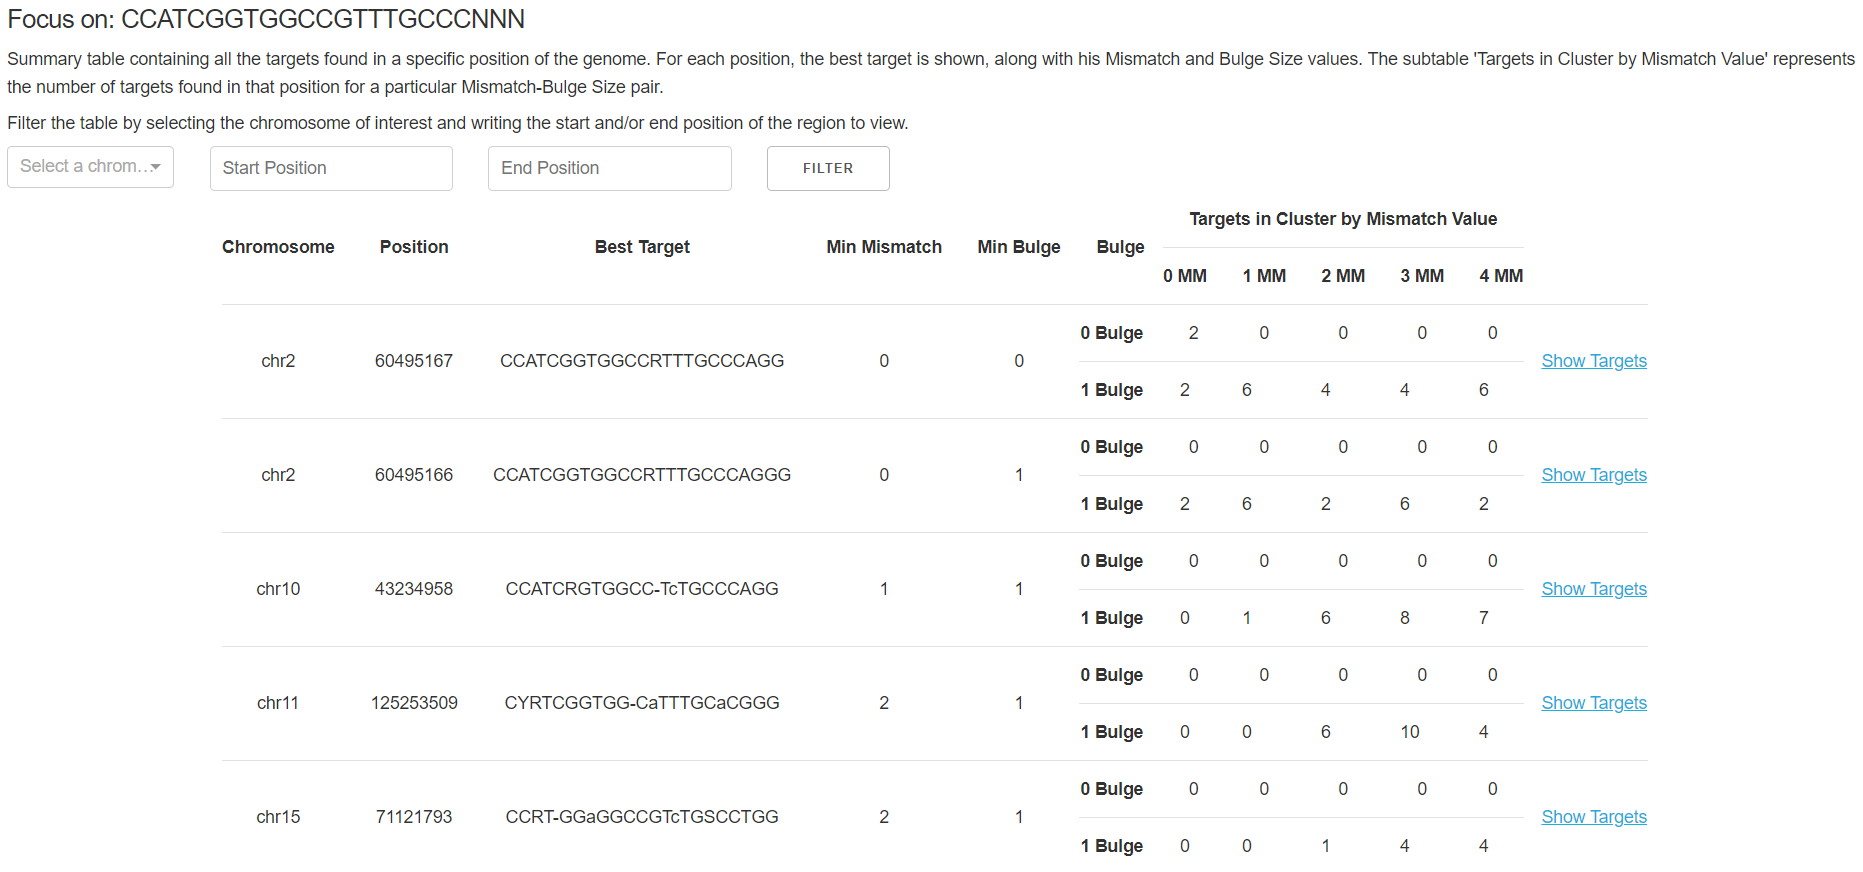 Focus on: CCATCGGTGGCCGTTTGCCCNNN
Summary table containing all the targets found in a specific position of the genome. For each position, the best target is shown, along with his Mismatch and Bulge Size values. The subtable 'Targets in Cluster by Mismatch Value' represents
the number of targets found in that position for a particular Mismatch-Bulge Size pair.
Filter the table by selecting the chromosome of interest and writing the start and/or end position of the region to view.
Select a chrom... Start Position End Position FILTER
Targets in Cluster by Mismatch Value
Chromosome Position Best Target Min Mismatch Min Bulge Bulge
0 MM 1 MM 2 MM 3 MM 4 MM
0 Bulge 2 0 0 0 0
chr2 60495167 CCATCGGTGGCCRTTTGCCCAGG 0 0 Show Targets
1 Bulge 2 6 4 4 6
0 Bulge 0 0 0 0 0
chr2 60495166 CCATCGGTGGCCRTTTGCCCAGGG 0 1 Show Targets
1 Bulge 2 6 2 6 2
0 Bulge 0 0 0 0 0
chr10 43234958 CCATCRGTGGCC-TcTGCCCAGG 1 1 Show Targets
1 Bulge 0 1 6 8 7
0 Bulge 0 0 0 0 0
chr11 125253509 CYRTCGGTGG-CaTTTGCaCGGG 2 1 Show Targets
1 Bulge 0 0 6 10 4
0 Bulge 0 0 0 0 0
chr15 71121793 CCRT-GGaGGCCGTcTGSCCTGG 2 1 Show Targets
1 Bulge 0 0 1 4 4